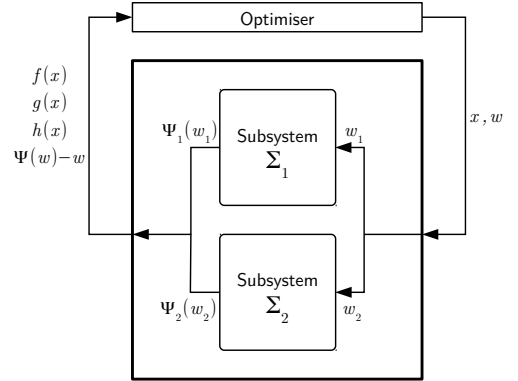 Optimiser
f(x)
g(x)
h(x)
Ψ(w)−w
x, w
Ψ₁(w₁)
Subsystem
Σ₁
w₁
Subsystem
Σ₂
Ψ₂(w₂)
w₂